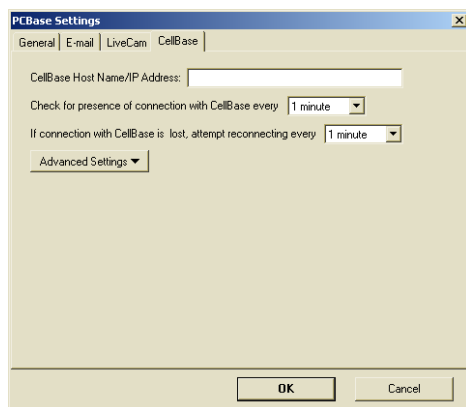 PCBase Settings
General E-mail LiveCam CellBase
CellBase Host Name/IP Address:
Check for presence of connection with CellBase every 1 minute
If connection with CellBase is lost, attempt reconnecting every 1 minute
Advanced Settings
OK Cancel